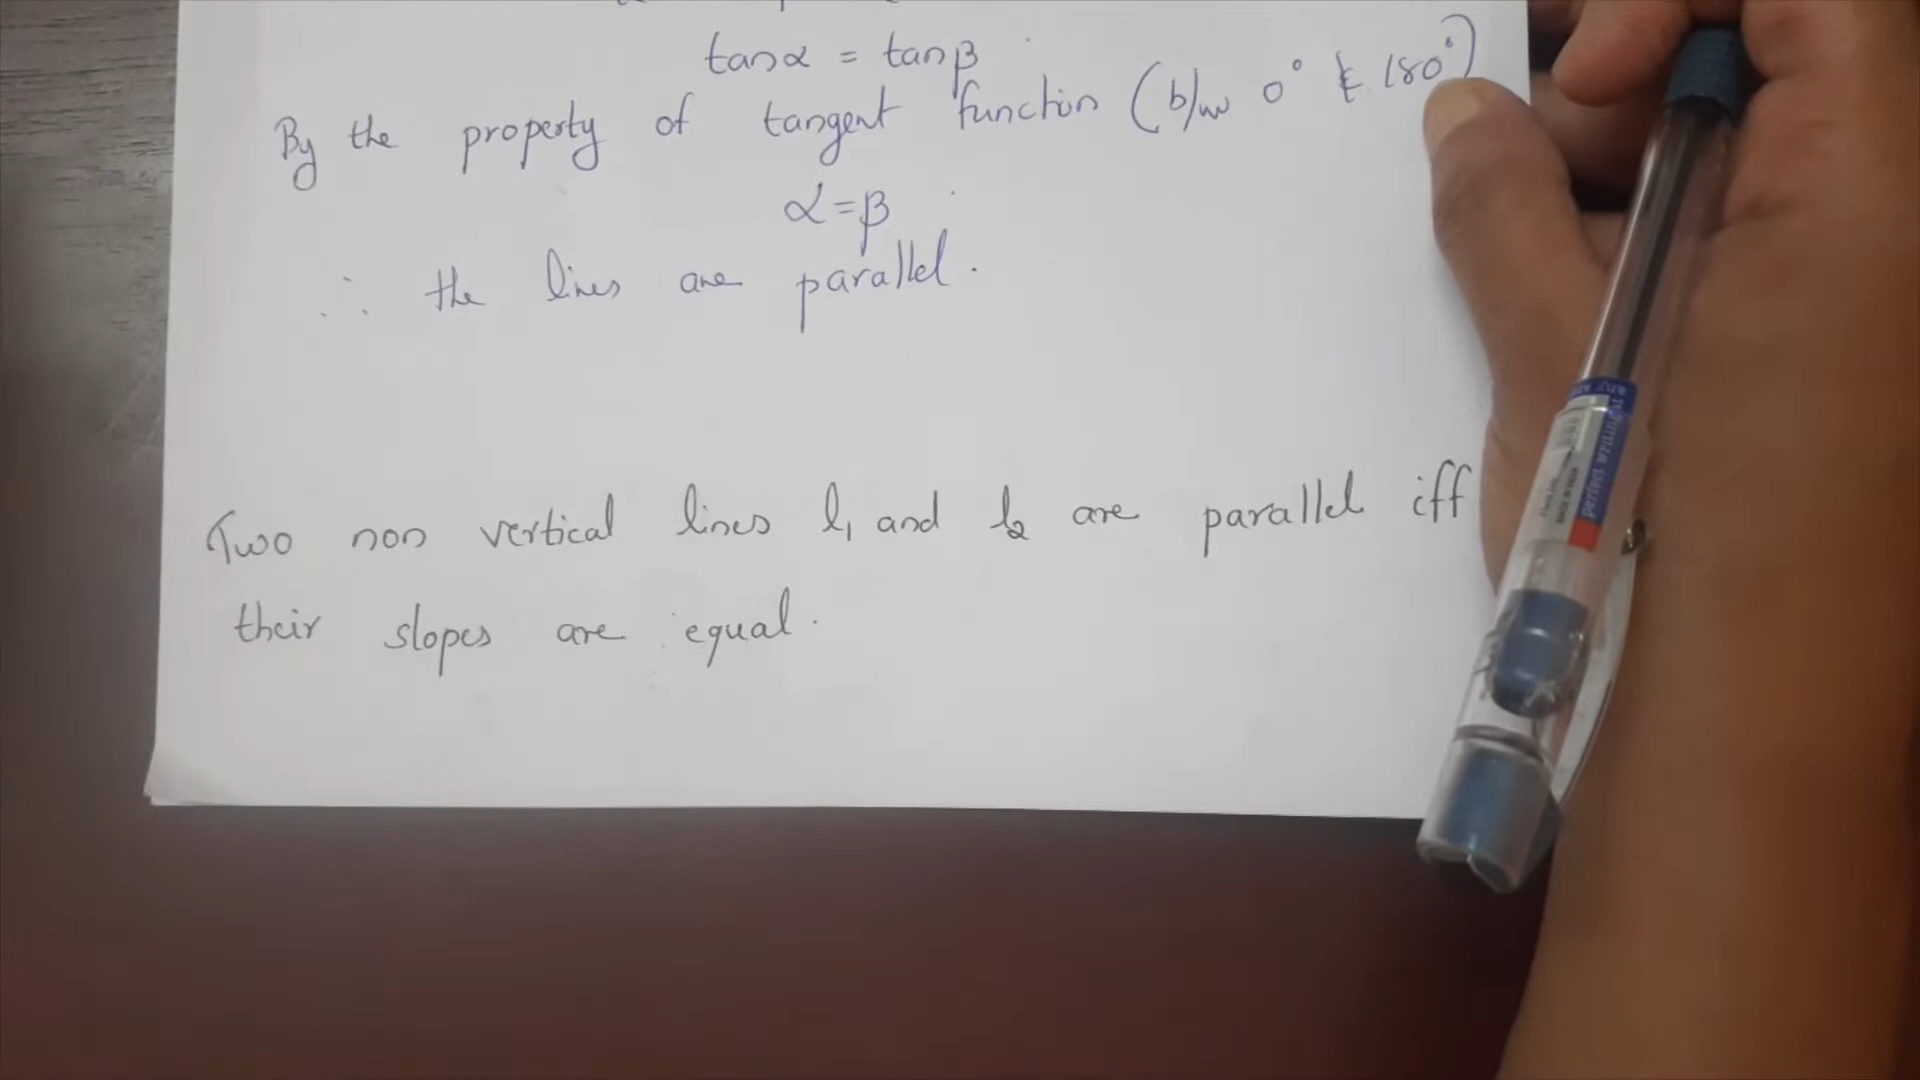 tanα = tanβ
By the property of tangent function (b/w 0° & 180°)
α=β
∴ the lines are parallel.
Two non vertical lines l₁ and l₂ are parallel iff
their slopes are equal.